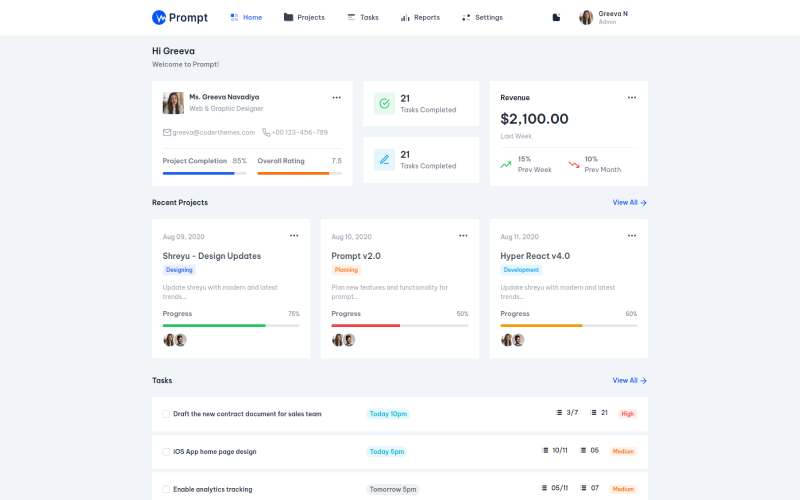 Prompt
Home
Projects
Tasks
Reports
Settings
Greeva N
Admin
Hi Greeva
Welcome to Prompt!
Ms. Greeva Navadiya
Web & Graphic Designer
greeva@coderthemes.com
+00 123-456-789
Project Completion 85%
Overall Rating 7.5
21
Tasks Completed
21
Tasks Completed
Revenue
$2,100.00
Last Week
15%
Prev Week
10%
Prev Month
Recent Projects
View All
Aug 09, 2020
Shreyu - Design Updates
Designing
Update shreyu with modern and latest
trends...
Progress 75%
Aug 10, 2020
Prompt v2.0
Planning
Plan new features and functionality for
prompt...
Progress 50%
Aug 11, 2020
Hyper React v4.0
Development
Update shreyu with modern and latest
trends...
Progress 60%
Tasks
View All
Draft the new contract document for sales team Today 10pm 3/7 21 High
iOS App home page design Today 5pm 10/11 05 Medium
Enable analytics tracking Tomorrow 5pm 05/11 07 Medium